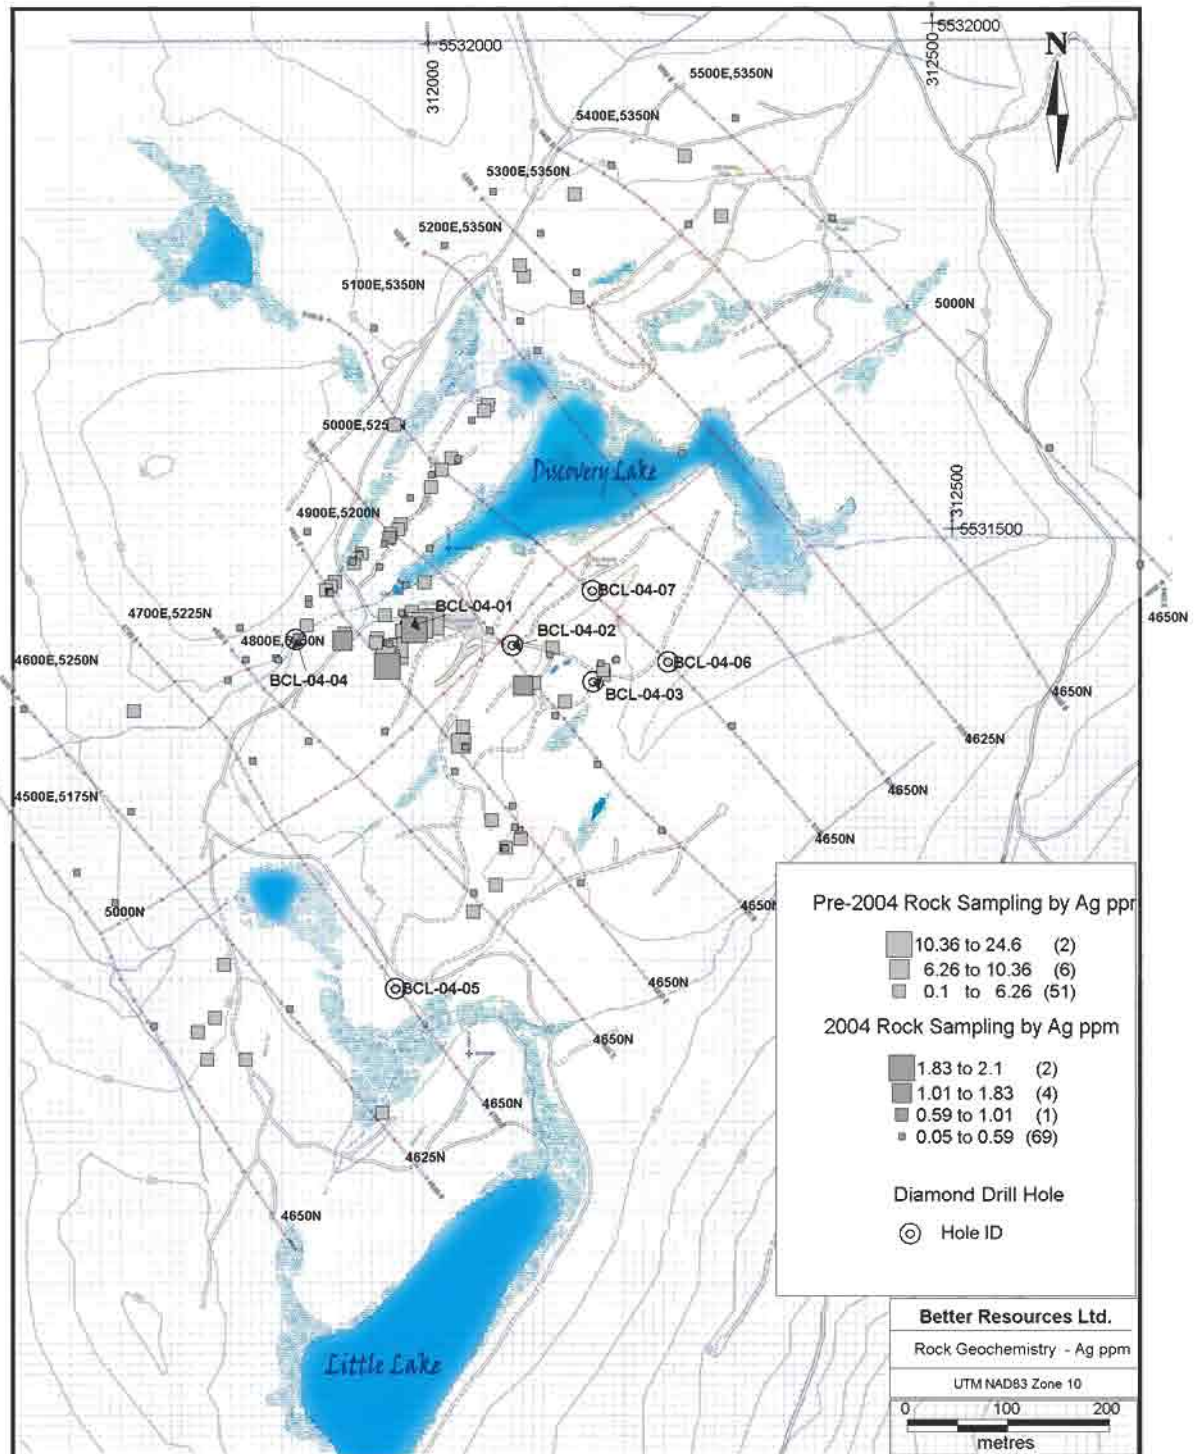 5532000
5532000
312000
312500
N
5500E,5350N
5400E,5350N
5300E,5350N
5200E,5350N
5100E,5350N
5000N
5000E,525
Discovery Lake
312500
5531500
4900E,5200N
BCL-04-07
4650N
BCL-04-01
4700E,5225N
BCL-04-02
4600E,5250N
BCL-04-06
BCL-04-04
BCL-04-03
4650N
4625N
4500E,5175N
4650N
4650N
5000N
4650N
BCL-04-05
4650N
4650N
4625N
4650N
Little Lake
Pre-2004 Rock Sampling by Ag ppr
10.36 to 24.6 (2)
6.26 to 10.36 (6)
0.1 to 6.26 (51)
2004 Rock Sampling by Ag ppm
1.83 to 2.1 (2)
1.01 to 1.83 (4)
0.59 to 1.01 (1)
0.05 to 0.59 (69)
Diamond Drill Hole
Hole ID
Better Resources Ltd.
Rock Geochemistry - Ag ppm
UTM NAD83 Zone 10
0 100 200
metres